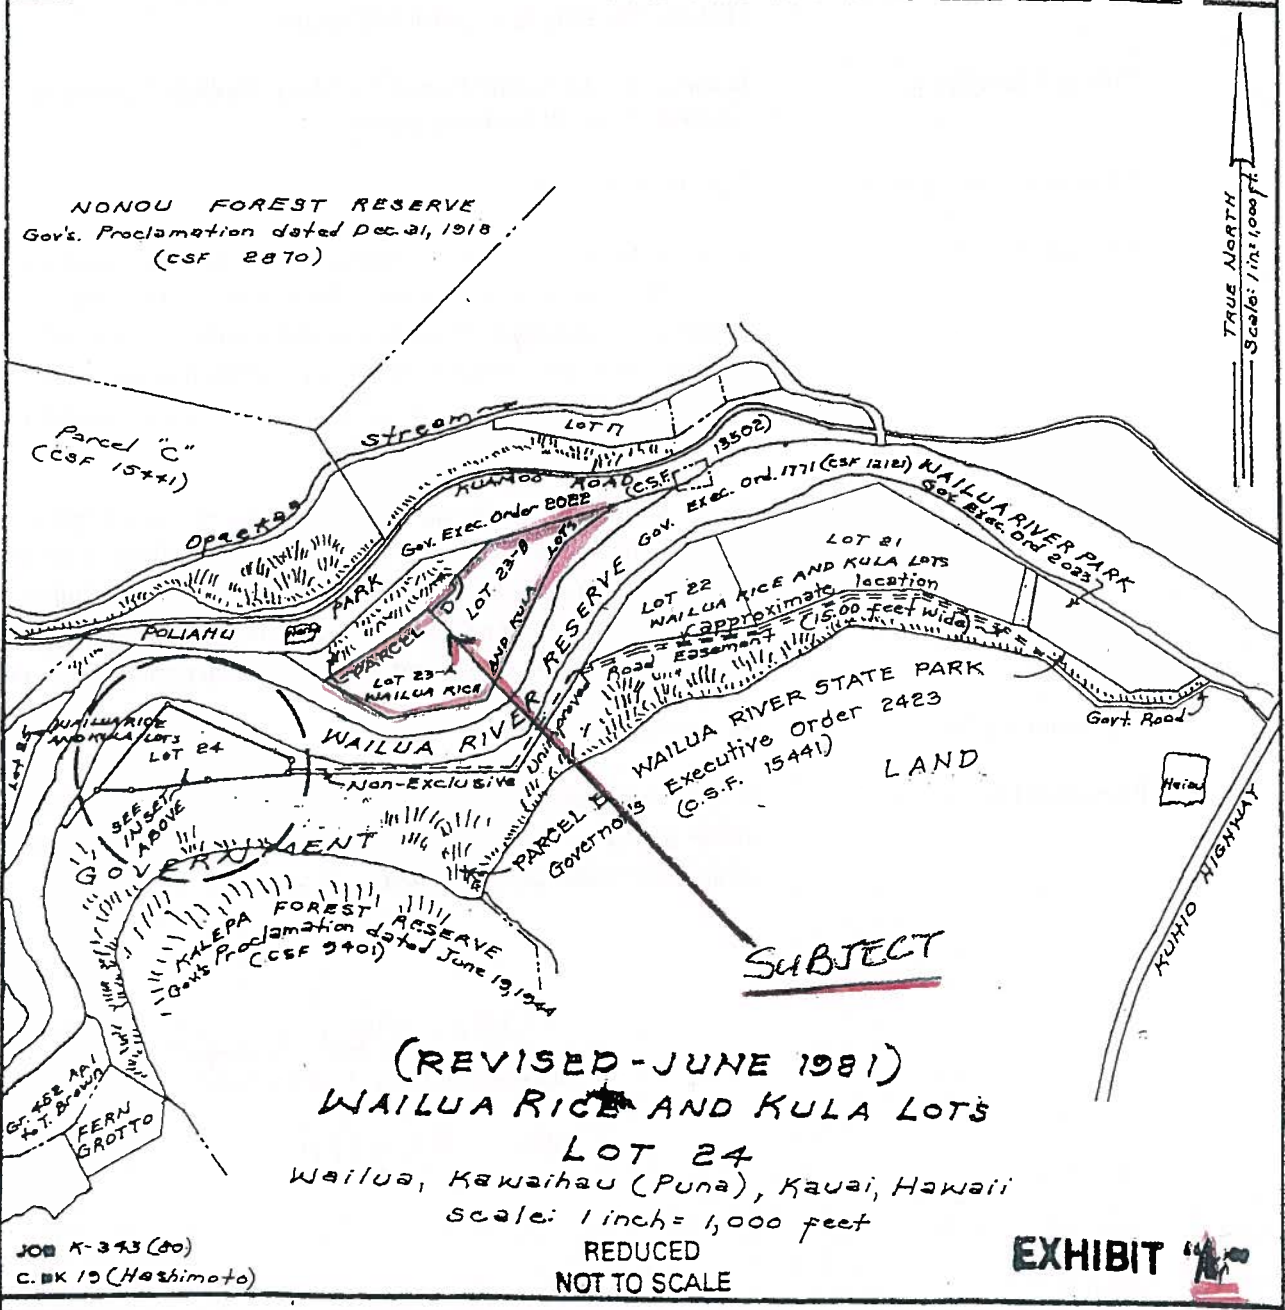 TRUE NORTH
Scale: 1 in = 1,000 ft.
NONOU FOREST RESERVE
Gov's. Proclamation dated Dec. 21, 1918
(CSF 2870)
Parcel "C"
(CSF 15441)
Opaekaa Stream
LOT 17
KUAMOO ROAD
(C.S.F. 13502)
Gov. Exec. Order 2022
Gov. Exec. Ord. 1771 (CSF 12121)
WAILUA RIVER PARK
Gov. Exec. Ord 2023
POLIAHU PARK
PARCEL D
LOT 23-B
LOT 23-A
WAILUA RICE AND KULA LOTS
WAILUA RIVER RESERVE
LOT 21
LOT 22
WAILUA RICE AND KULA LOTS
(approximate location
Unimproved Road Easement (15.00 feet wide)
Non-Exclusive
WAILUA RICE
AND KULA LOTS
LOT 24
SEE
INSET
ABOVE
GOVERNMENT LAND
PARCEL
WAILUA RIVER STATE PARK
Governor's Executive Order 2423
(C.S.F. 15441)
Govt. Road
Heiau
KUHIO HIGHWAY
KALEPA FOREST RESERVE
Gov's Proclamation dated June 19, 1944
(CSF 9401)
Gr. 452 Ap. 1
to T. Brown
FERN
GROTTO
SUBJECT
(REVISED - JUNE 1981)
WAILUA RICE AND KULA LOTS
LOT 24
Wailua, Kawaihau (Puna), Kauai, Hawaii
scale: 1 inch = 1,000 feet
REDUCED
NOT TO SCALE
JOB K-343 (80)
C. BK 19 (Hashimoto)
EXHIBIT "A"